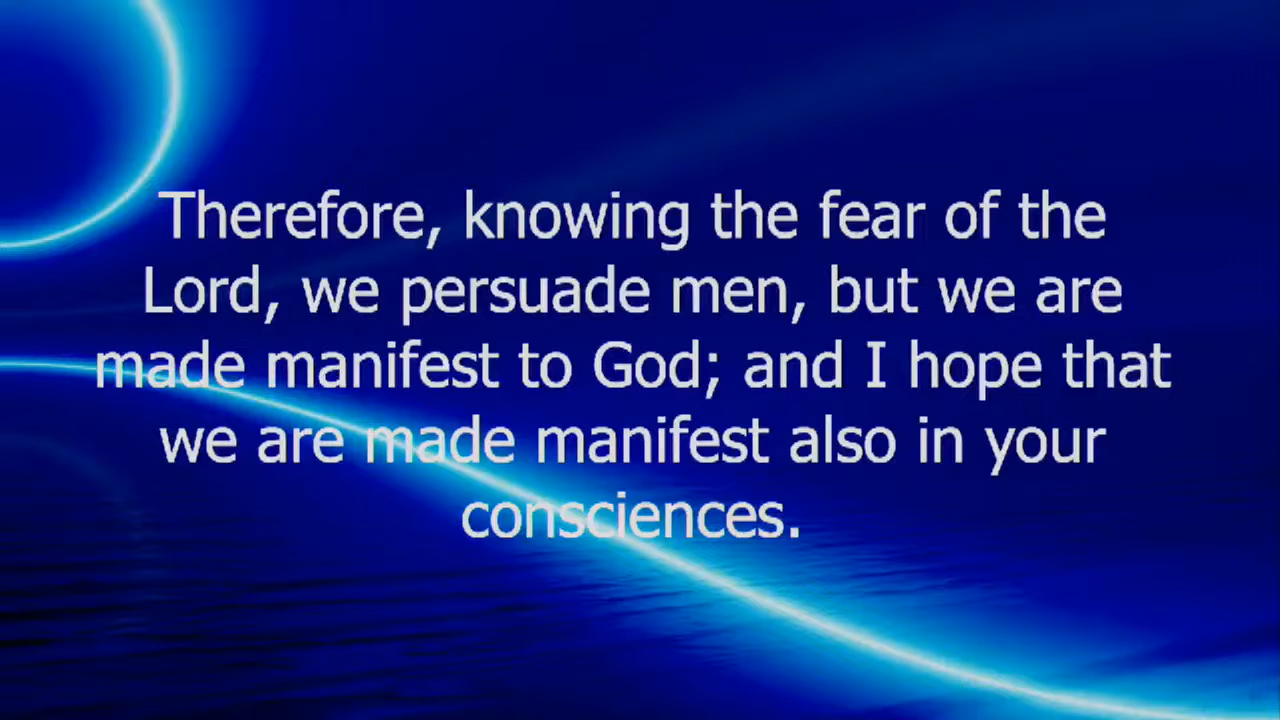 Therefore, knowing the fear of the
Lord, we persuade men, but we are
made manifest to God; and I hope that
we are made manifest also in your
consciences.